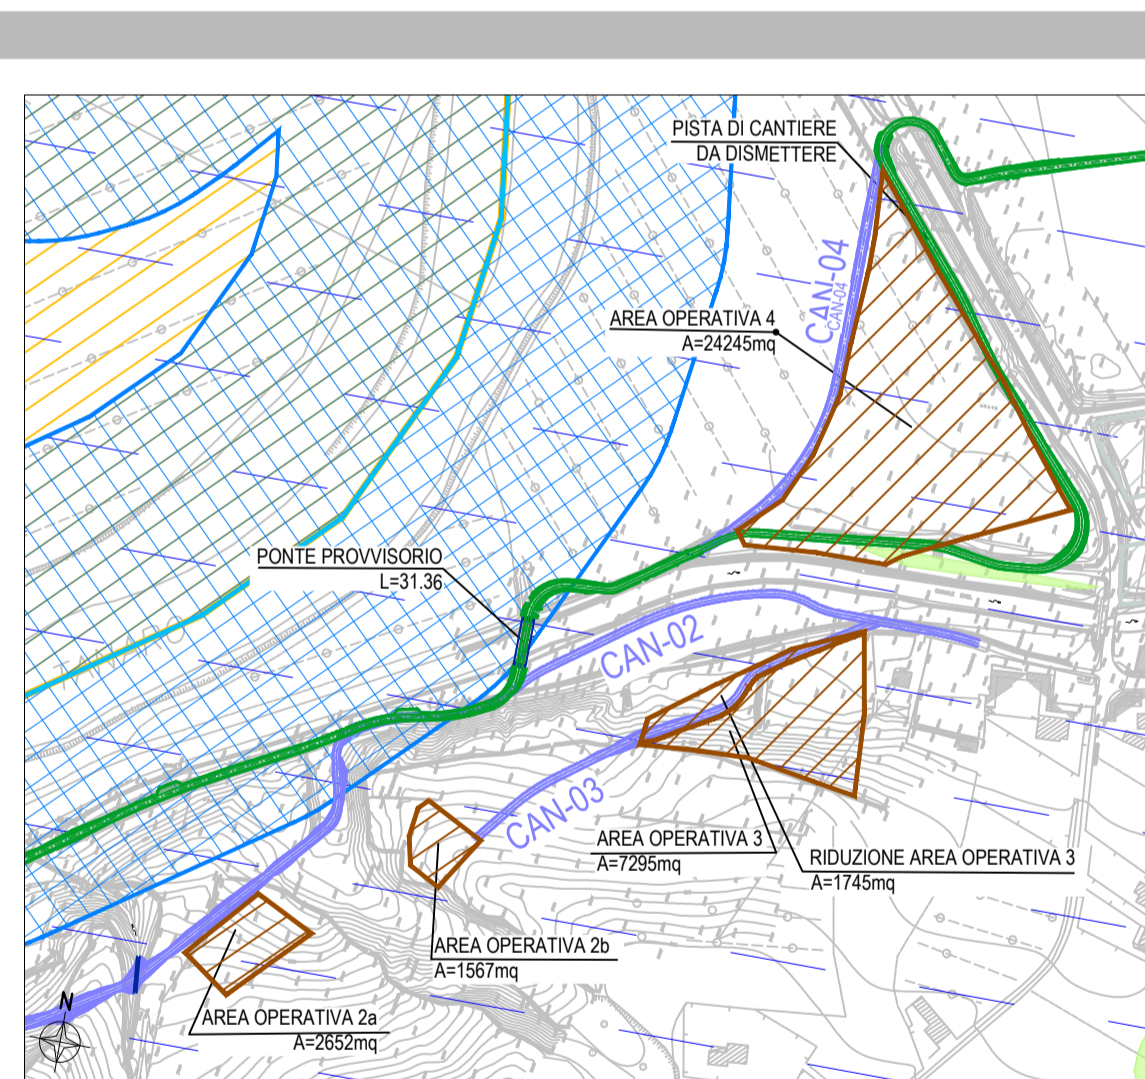 PISTA DI CANTIERE
DA DISMETTERE
CAN-04
CAN-04
AREA OPERATIVA 4
A=24245mq
PONTE PROVVISORIO
L=31.36
TANARO
CAN-02
CAN-03
AREA OPERATIVA 3
A=7295mq
RIDUZIONE AREA OPERATIVA 3
A=1745mq
AREA OPERATIVA 2b
A=1567mq
N
AREA OPERATIVA 2a
A=2652mq